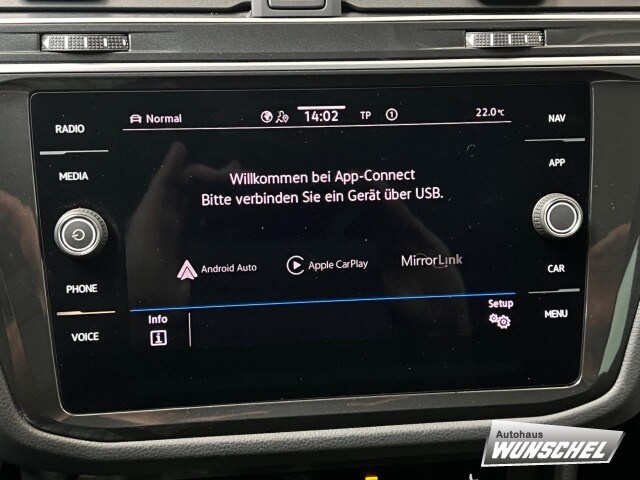 RADIO
MEDIA
PHONE
VOICE
Normal
14:02
TP
1
22.0°C
Willkommen bei App-Connect
Bitte verbinden Sie ein Gerät über USB.
Android Auto
Apple CarPlay
MirrorLink
Info
i
Setup
NAV
APP
CAR
MENU
Autohaus
WUNSCHEL